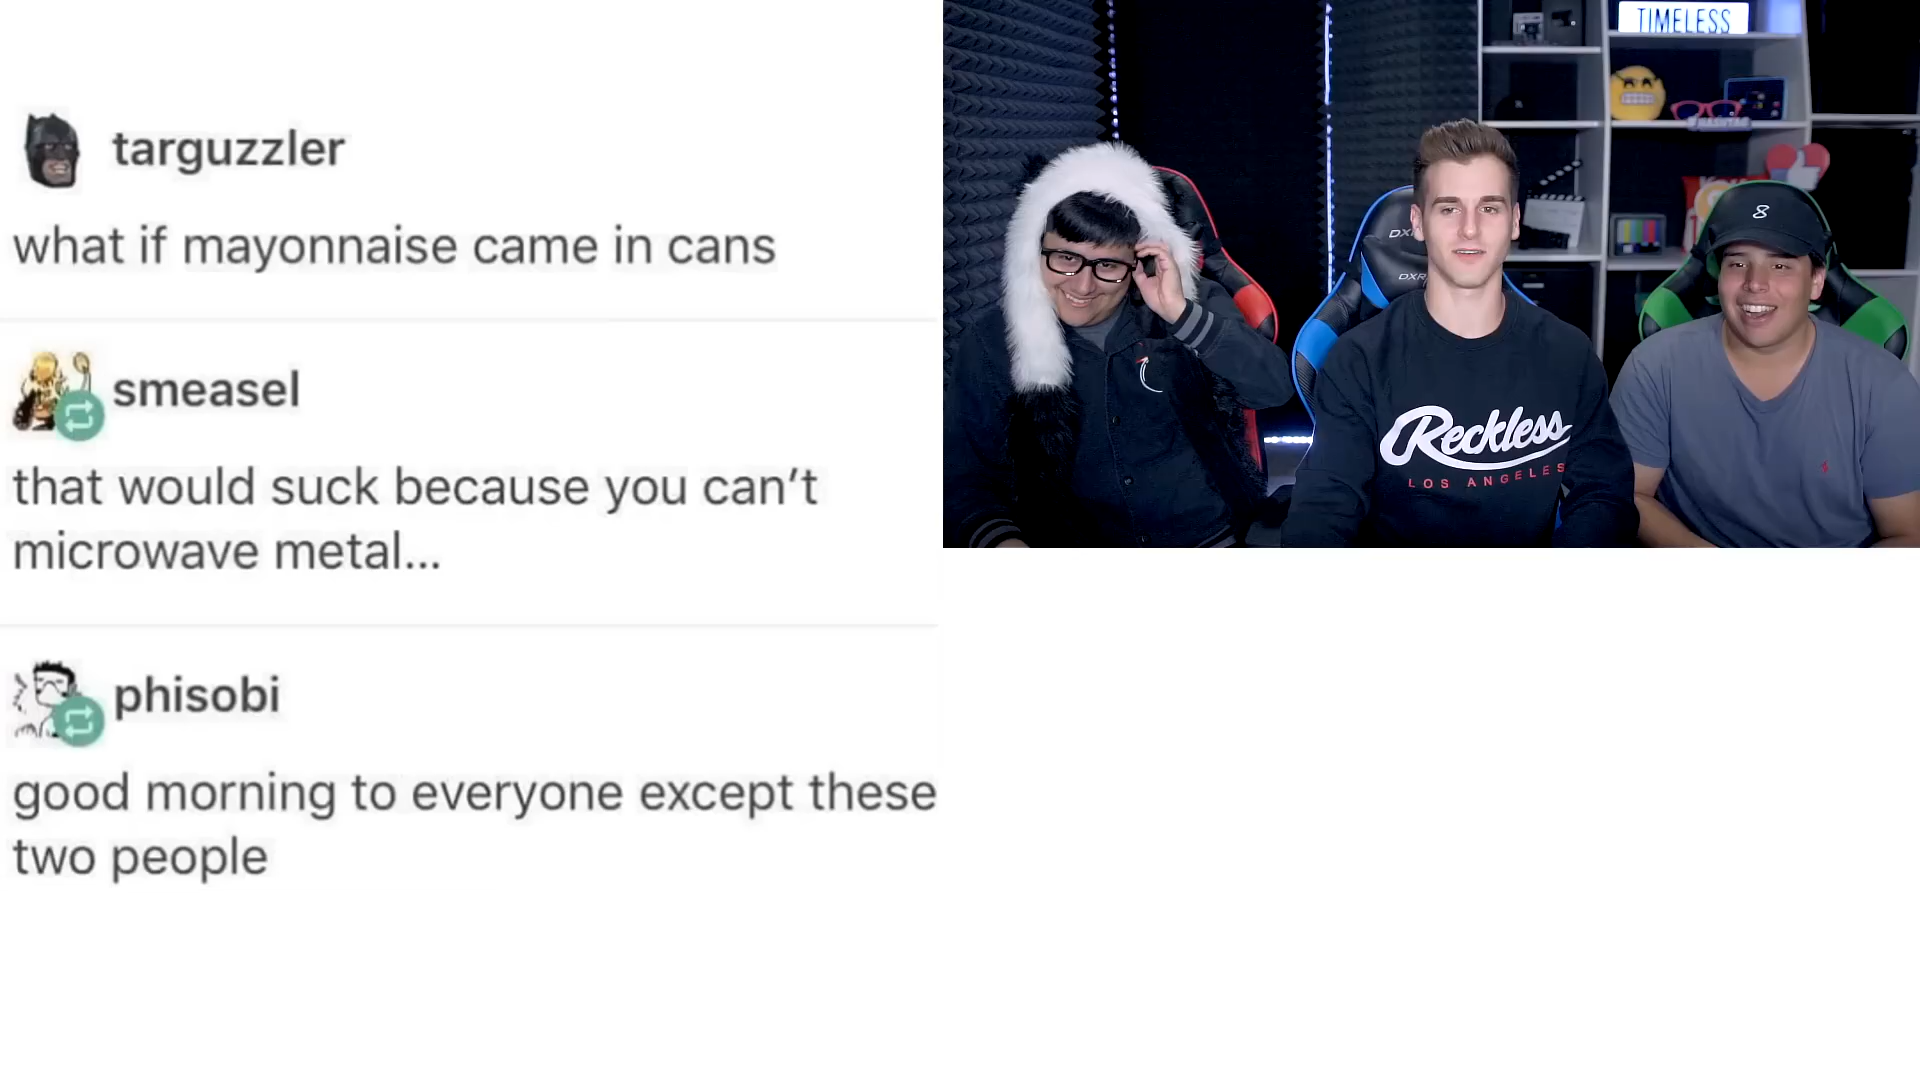 targuzzler
what if mayonnaise came in cans
smeasel
that would suck because you can't
microwave metal...
phisobi
good morning to everyone except these
two people
TIMELESS
8
Reckless
LOS ANGELES